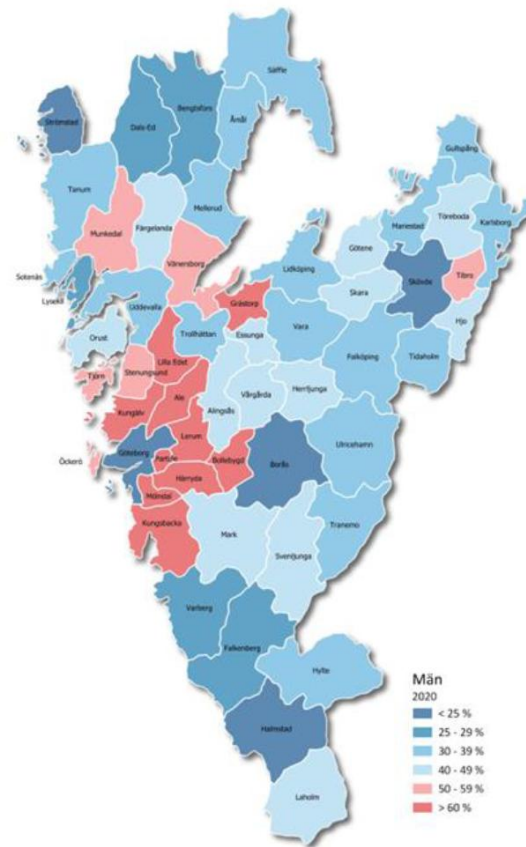 Säffle
Strömstad
Bengtsfors
Dals-Ed
Åmål
Gullspång
Tanum
Mellerud
Töreboda
Mariestad
Karlsborg
Färgelanda
Munkedal
Götene
Vänersborg
Sotenäs
Lidköping
Tibro
Skövde
Skara
Lysekil
Grästorp
Uddevalla
Hjo
Trollhättan
Vara
Essunga
Orust
Falköping
Tidaholm
Lilla Edet
Stenungsund
Tjörn
Herrljunga
Vårgårda
Ale
Alingsås
Kungälv
Ulricehamn
Lerum
Göteborg
Partille
Bollebygd
Öckerö
Borås
Härryda
Mölndal
Kungsbacka
Tranemo
Mark
Svenljunga
Varberg
Falkenberg
Hylte
Halmstad
Laholm
Män
2020
< 25 %
25 - 29 %
30 - 39 %
40 - 49 %
50 - 59 %
> 60 %